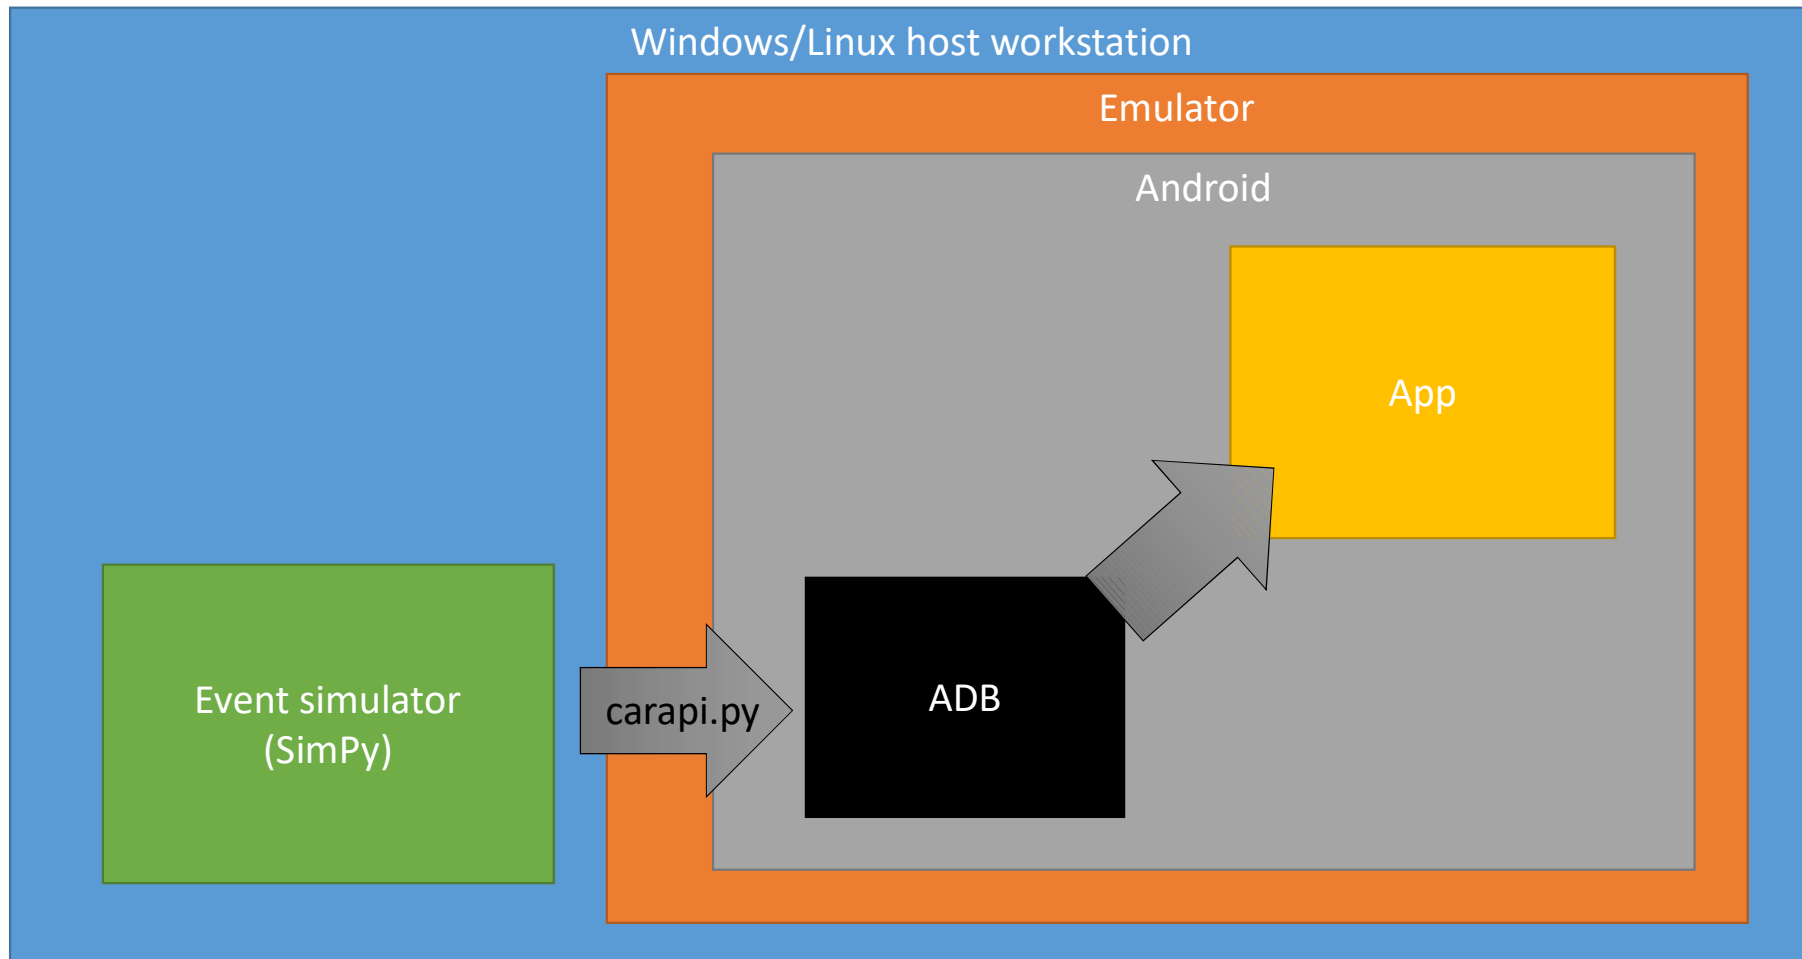 Windows/Linux host workstation
Emulator
Android
App
Event simulator
(SimPy)
carapi.py
ADB